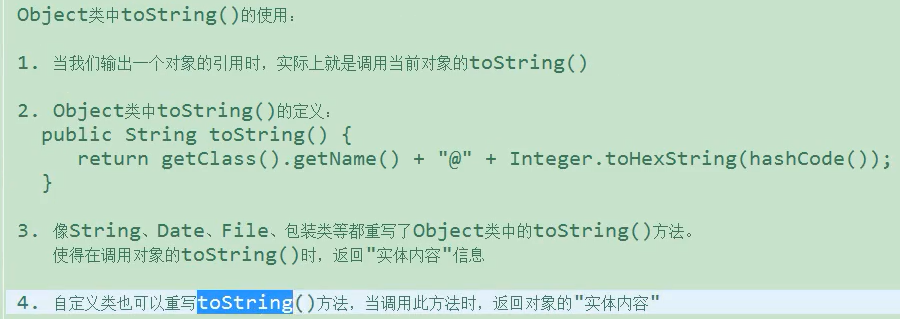 Object类中toString()的使用：
1. 当我们输出一个对象的引用时，实际上就是调用当前对象的toString()
2. Object类中toString()的定义：
public String toString() {
return getClass().getName() + "@" + Integer.toHexString(hashCode());
}
3. 像String、Date、File、包装类等都重写了Object类中的toString()方法。
使得在调用对象的toString()时，返回"实体内容"信息
4. 自定义类也可以重写toString()方法，当调用此方法时，返回对象的"实体内容"